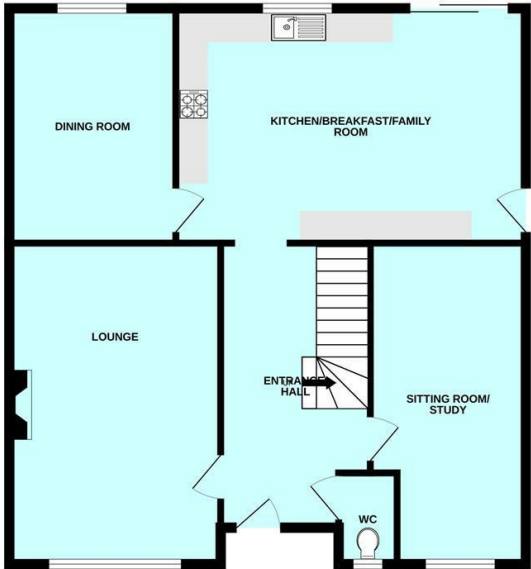 DINING ROOM
KITCHEN/BREAKFAST/FAMILY
ROOM
LOUNGE
ENTRANCE
HALL
SITTING ROOM/
STUDY
WC